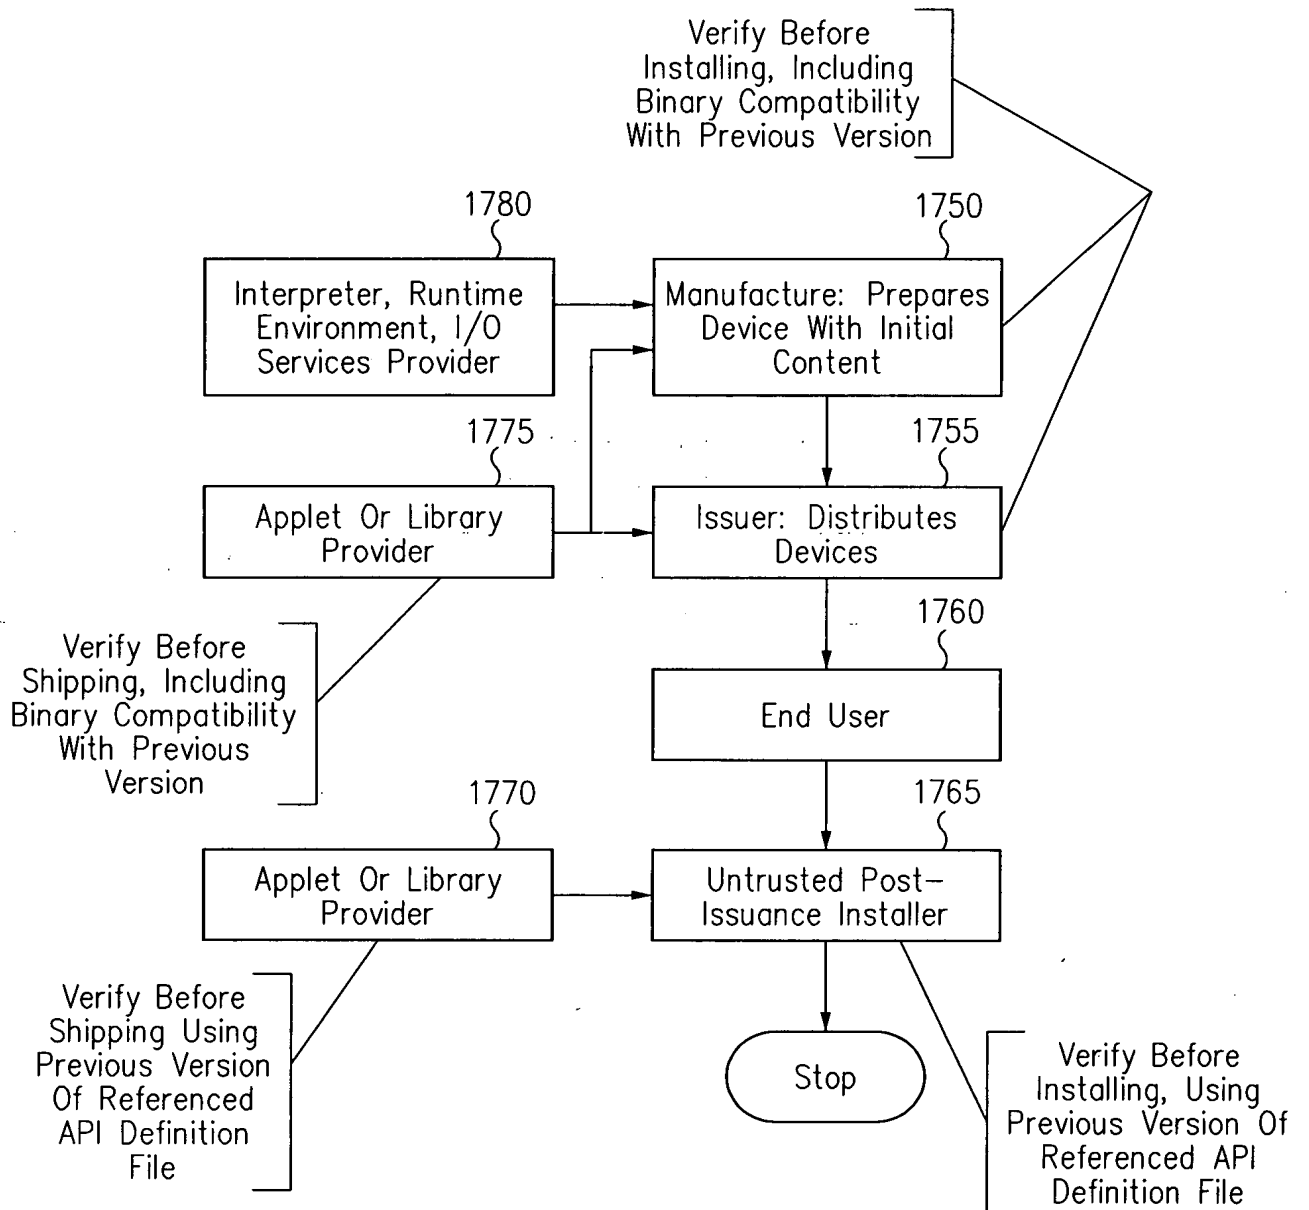 Verify Before
Installing, Including
Binary Compatibility
With Previous Version
1780
1750
Interpreter, Runtime
Environment, I/O
Services Provider
Manufacture: Prepares
Device With Initial
Content
1775
1755
Applet Or Library
Provider
Issuer: Distributes
Devices
1760
Verify Before
Shipping, Including
Binary Compatibility
With Previous
Version
End User
1770
1765
Applet Or Library
Provider
Untrusted Post-
Issuance Installer
Verify Before
Shipping Using
Previous Version
Of Referenced
API Definition
File
Stop
Verify Before
Installing, Using
Previous Version Of
Referenced API
Definition File